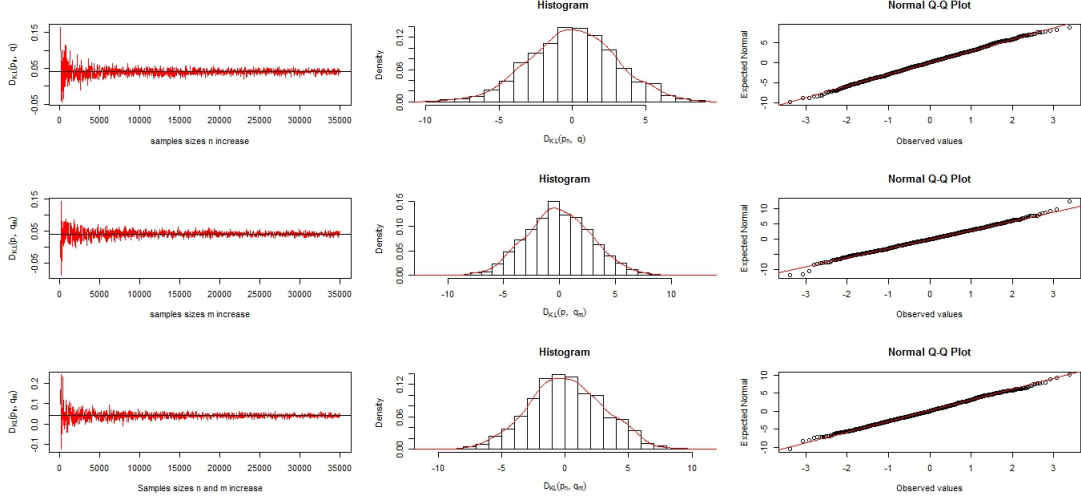 Histogram
Normal Q-Q Plot
D_K.L(p_n, q)
-0.05 0.05 0.15
0 5000 10000 15000 20000 25000 30000 35000
samples sizes n increase
Density
0.00 0.06 0.12
-10 -5 0 5
D_K.L(p_n, q)
Expected Normal
-10 -5 0 5
-3 -2 -1 0 1 2 3
Observed values
Histogram
Normal Q-Q Plot
D_K.L(p, q_m)
-0.05 0.05 0.15
0 5000 10000 15000 20000 25000 30000 35000
samples sizes m increase
Density
0.00 0.05 0.10 0.15
-10 -5 0 5 10
D_K.L(p, q_m)
Expected Normal
-10 -5 0 5 10
-3 -2 -1 0 1 2 3
Observed values
Histogram
Normal Q-Q Plot
D_KL(p_n, q_m)
-0.1 0.0 0.1 0.2
0 5000 10000 15000 20000 25000 30000 35000
Samples sizes n and m increase
Density
0.00 0.06 0.12
-10 -5 0 5 10
D_KL(p_n, q_m)
Expected Normal
-10 -5 0 5 10
-3 -2 -1 0 1 2 3
Observed values